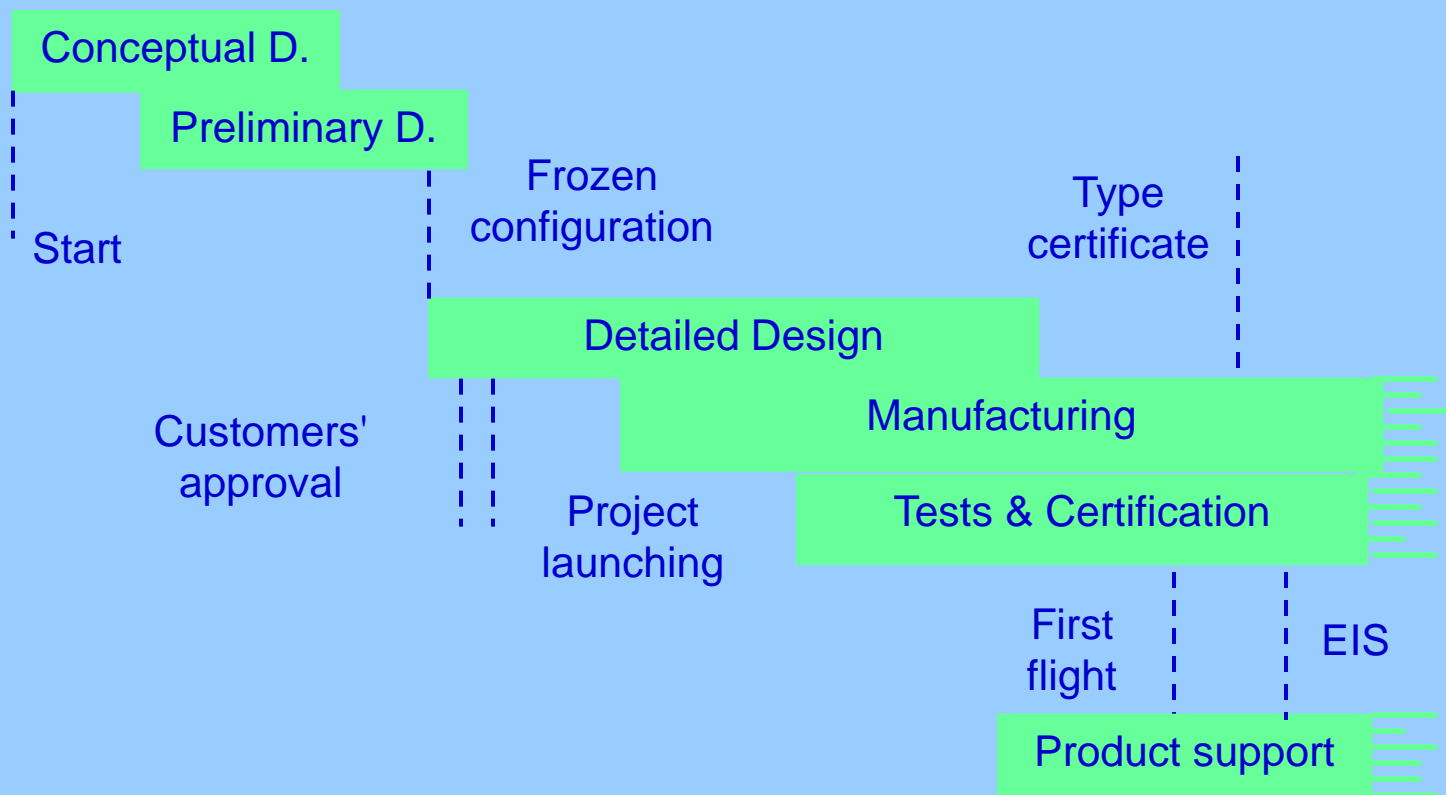 Conceptual D.
Preliminary D.
Start
Frozen
configuration
Type
certificate
Detailed Design
Manufacturing
Customers'
approval
Project
launching
Tests & Certification
First
flight
EIS
Product support